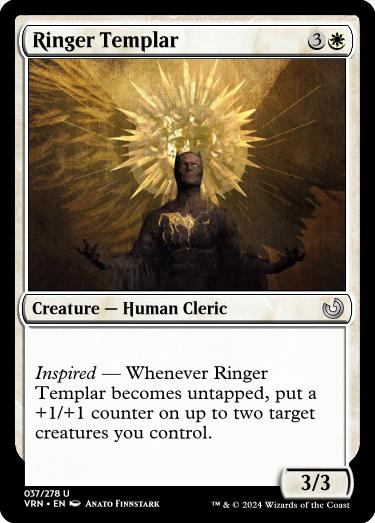 Ringer Templar 3
Creature — Human Cleric
Inspired — Whenever Ringer
Templar becomes untapped, put a
+1/+1 counter on up to two target
creatures you control.
3/3
037/278 U
VRN • EN Anato Finnstark
™ & © 2024 Wizards of the Coast